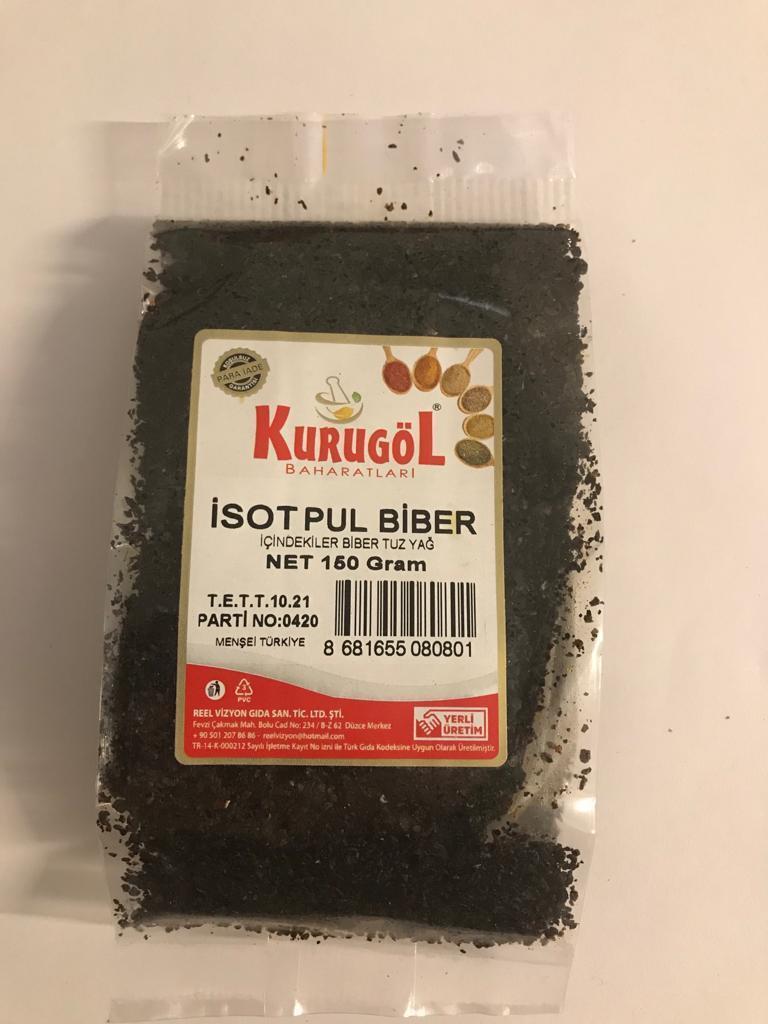 KOŞULSUZ
PARA İADE
GARANTİSİ
KURUGÖL®
BAHARATLARI
İSOT PUL BİBER
İÇİNDEKİLER BİBER TUZ YAĞ
NET 150 Gram
T.E.T.T.10.21
PARTİ NO:0420
MENŞEİ TÜRKİYE
8 681655 080801
3
PVC
REEL VİZYON GIDA SAN. TİC. LTD. ŞTİ.
Fevzi Çakmak Mah. Bolu Cad No: 234 / B-Z 62 Düzce Merkez
+ 90 501 207 86 86 - reelvizyon@hotmail.com
TR-14-K-000212 Sayılı İşletme Kayıt No izni ile Türk Gıda Kodeksine Uygun Olarak Üretilmiştir.
YERLİ
ÜRETİM